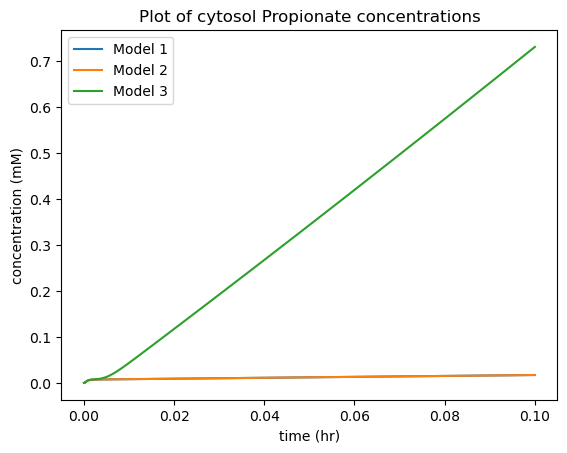 Plot of cytosol Propionate concentrations
Model 1
Model 2
Model 3
concentration (mM)
0.7
0.6
0.5
0.4
0.3
0.2
0.1
0.0
0.00 0.02 0.04 0.06 0.08 0.10
time (hr)